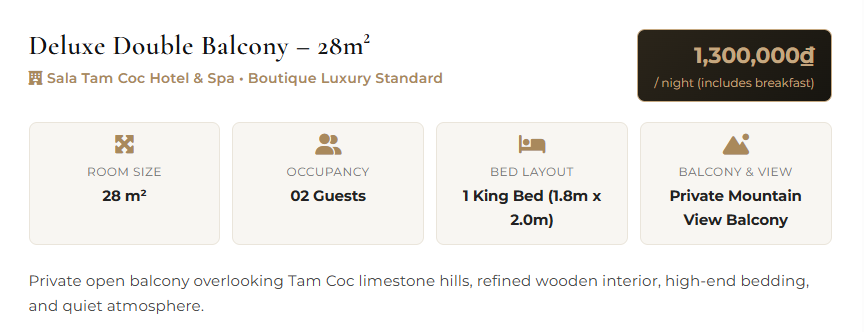 Deluxe Double Balcony – 28m²
Sala Tam Coc Hotel & Spa • Boutique Luxury Standard
1,300,000₫
/ night (includes breakfast)
ROOM SIZE
28 m²
OCCUPANCY
02 Guests
BED LAYOUT
1 King Bed (1.8m x
2.0m)
BALCONY & VIEW
Private Mountain
View Balcony
Private open balcony overlooking Tam Coc limestone hills, refined wooden interior, high-end bedding,
and quiet atmosphere.